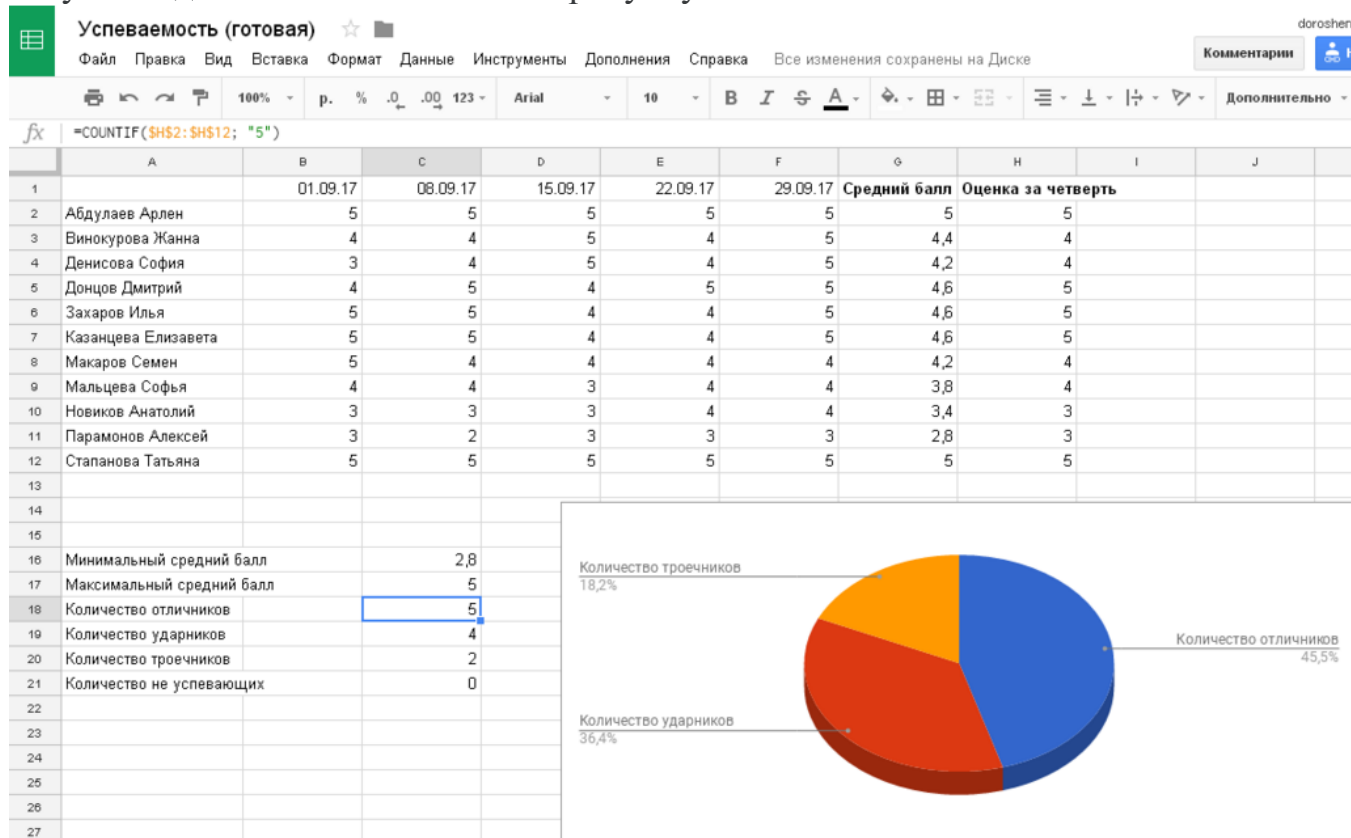 Успеваемость (готовая)
doroshen
Файл Правка Вид Вставка Формат Данные Инструменты Дополнения Справка Все изменения сохранены на Диске
Комментарии
100% р. % .0 .00 123 Arial 10 B I S A Дополнительно
fx =COUNTIF($H$2:$H$12; "5")
A B C D E F G H I J
1 01.09.17 08.09.17 15.09.17 22.09.17 29.09.17 Средний балл Оценка за четверть
2 Абдулаев Арлен 5 5 5 5 5 5 5
3 Винокурова Жанна 4 4 5 4 5 4,4 4
4 Денисова София 3 4 5 4 5 4,2 4
5 Донцов Дмитрий 4 5 4 5 5 4,6 5
6 Захаров Илья 5 5 4 4 5 4,6 5
7 Казанцева Елизавета 5 5 4 4 5 4,6 5
8 Макаров Семен 5 4 4 4 4 4,2 4
9 Мальцева Софья 4 4 3 4 4 3,8 4
10 Новиков Анатолий 3 3 3 4 4 3,4 3
11 Парамонов Алексей 3 2 3 3 3 2,8 3
12 Стапанова Татьяна 5 5 5 5 5 5 5
13
14
15
16 Минимальный средний балл 2,8
17 Максимальный средний балл 5
18 Количество отличников 5
19 Количество ударников 4
20 Количество троечников 2
21 Количество не успевающих 0
22
23
24
25
26
27
Количество троечников
18,2%
Количество отличников
45,5%
Количество ударников
36,4%